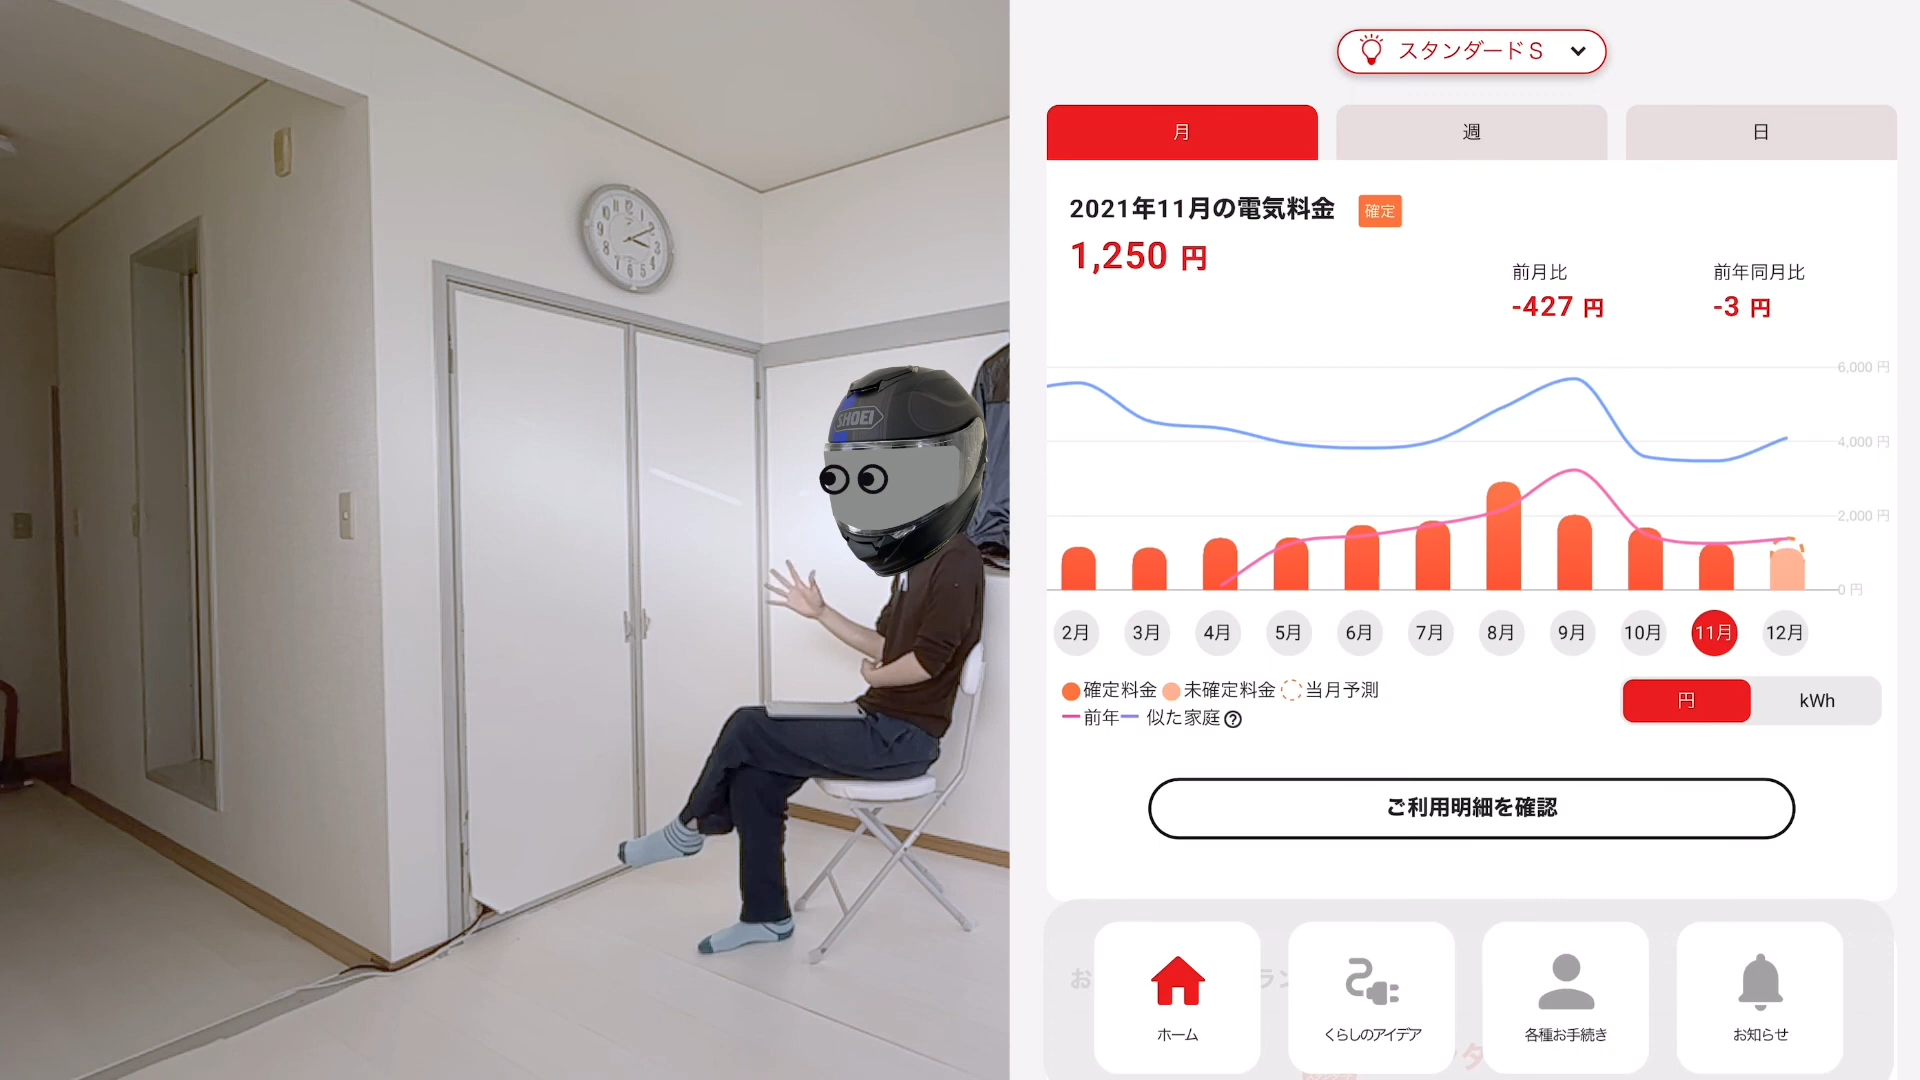 SHOEI
スタンダードS
月
週
日
2021年11月の電気料金
確定
1,250 円
前月比
前年同月比
-427 円
-3 円
6,000 円
4,000 円
2,000 円
0 円
2月
3月
4月
5月
6月
7月
8月
9月
10月
11月
12月
確定料金 未確定料金 当月予測
前年 似た家庭
円
kWh
ご利用明細を確認
ホーム
くらしのアイデア
各種お手続き
お知らせ